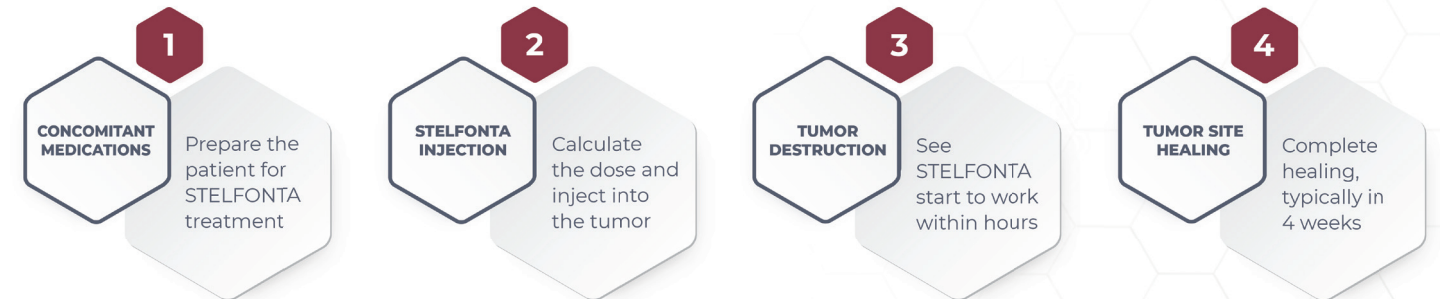 1
CONCOMITANT
MEDICATIONS
Prepare the
patient for
STELFONTA
treatment
2
STELFONTA
INJECTION
Calculate
the dose and
inject into
the tumor
3
TUMOR
DESTRUCTION
See
STELFONTA
start to work
within hours
4
TUMOR SITE
HEALING
Complete
healing,
typically in
4 weeks